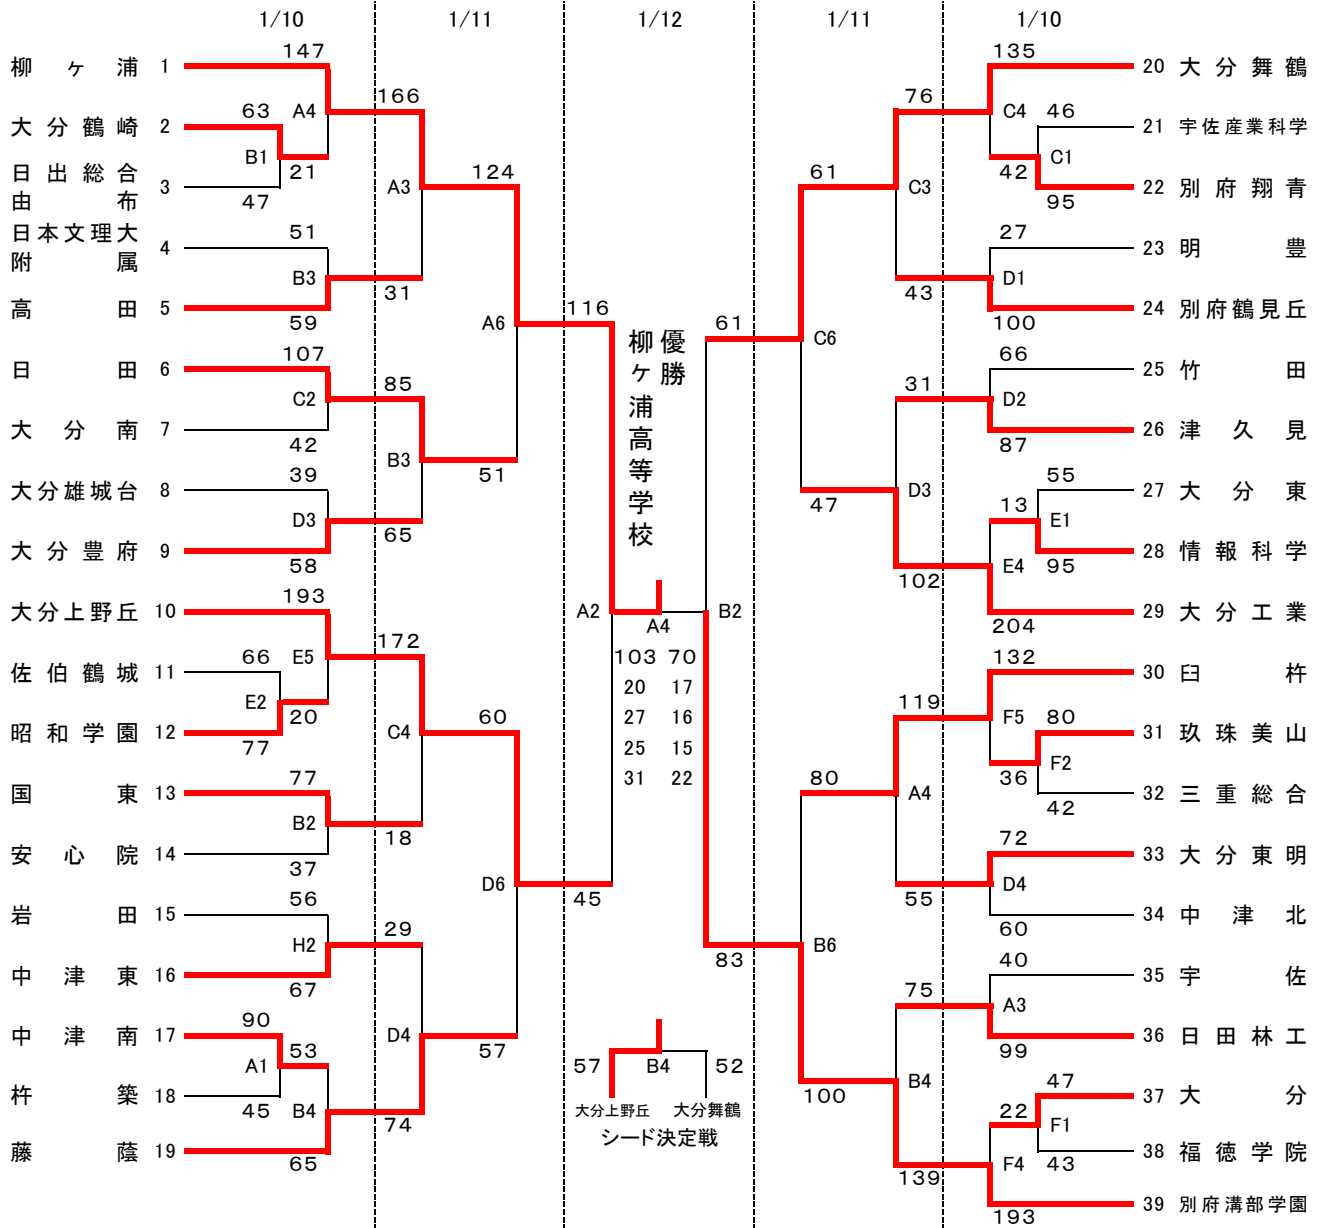 1/10 1/11 1/12 1/11 1/10
柳ヶ浦 1 147
大分鶴崎 2 63
A4 166
B1 21
日出総合
由布 3 47
A3 124
日本文理大
附属 4 51
B3 31
高田 5 59
A6 116
日田 6 107
C2 85
大分南 7 42
B3 51
大分雄城台 8 39
D3 65
大分豊府 9 58
大分上野丘 10 193
E5 172
佐伯鶴城 11 66
E2 20
昭和学園 12 77
C4 60
国東 13 77
B2 18
安心院 14 37
D6 45
岩田 15 56
H2 29
中津東 16 67
中津南 17 90
D4 57
A1 53
杵築 18 45
B4 74
藤蔭 19 65
優勝
柳ヶ浦高等学校
A2 A4 B2
103 70
20 17
27 16
25 15
31 22
57 B4 52
大分上野丘 大分舞鶴
シード決定戦
135 20 大分舞鶴
76 C4
46 21 宇佐産業科学
42 C1
95 22 別府翔青
61 C3
27 23 明豊
43 D1
100 24 別府鶴見丘
61 C6
66 25 竹田
31 D2
87 26 津久見
47 D3
55 27 大分東
13 E1
95 28 情報科学
102 E4
204 29 大分工業
132 30 臼杵
119 F5
80 31 玖珠美山
36 F2
42 32 三重総合
80 A4
72 33 大分東明
55 D4
60 34 中津北
83 B6
40 35 宇佐
75 A3
99 36 日田林工
100 B4
47 37 大分
22 F1
43 38 福徳学院
139 F4
193 39 別府溝部学園